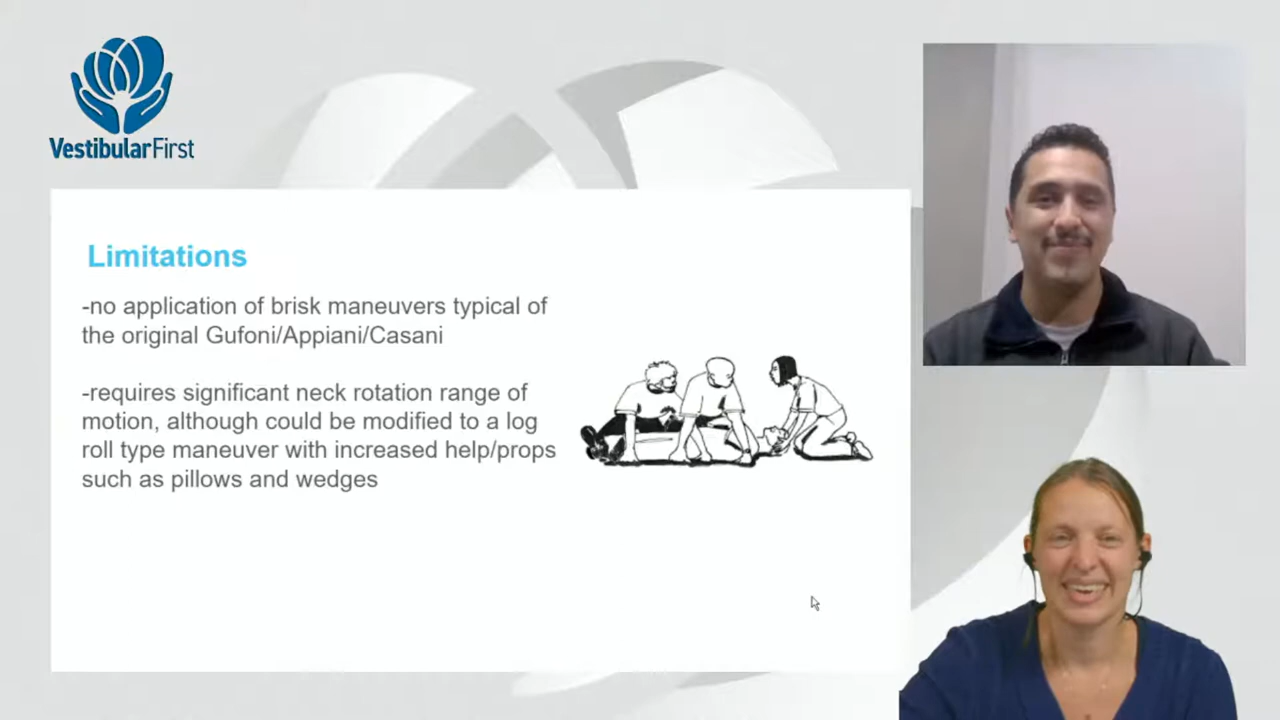 VestibularFirst
Limitations
-no application of brisk maneuvers typical of
the original Gufoni/Appiani/Casani
-requires significant neck rotation range of
motion, although could be modified to a log
roll type maneuver with increased help/props
such as pillows and wedges